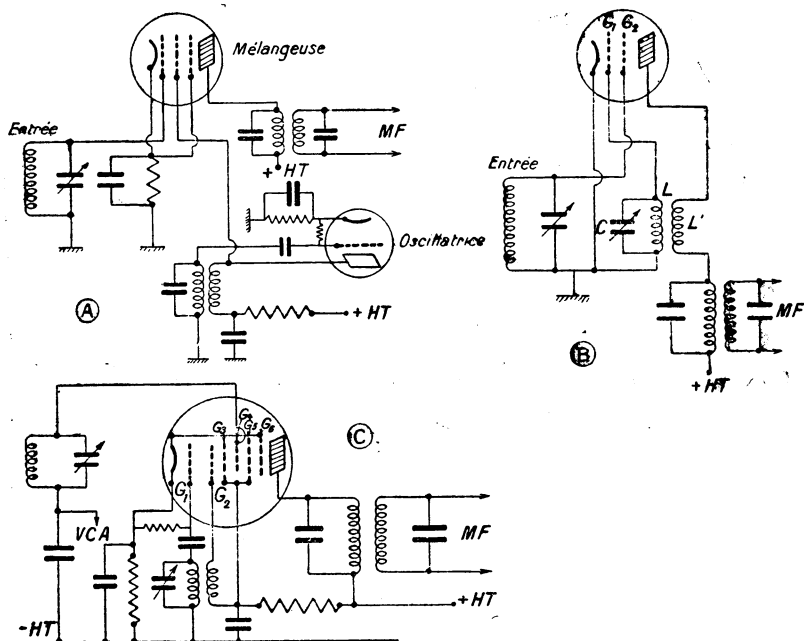 Mélangeuse
Entrée
MF
+ HT
Oscillatrice
+ HT
A
G1 G2
Entrée
L
C
L'
MF
+HT
B
C
G3 G4 G5 G6
G1 G2
VCA
MF
+HT
-HT